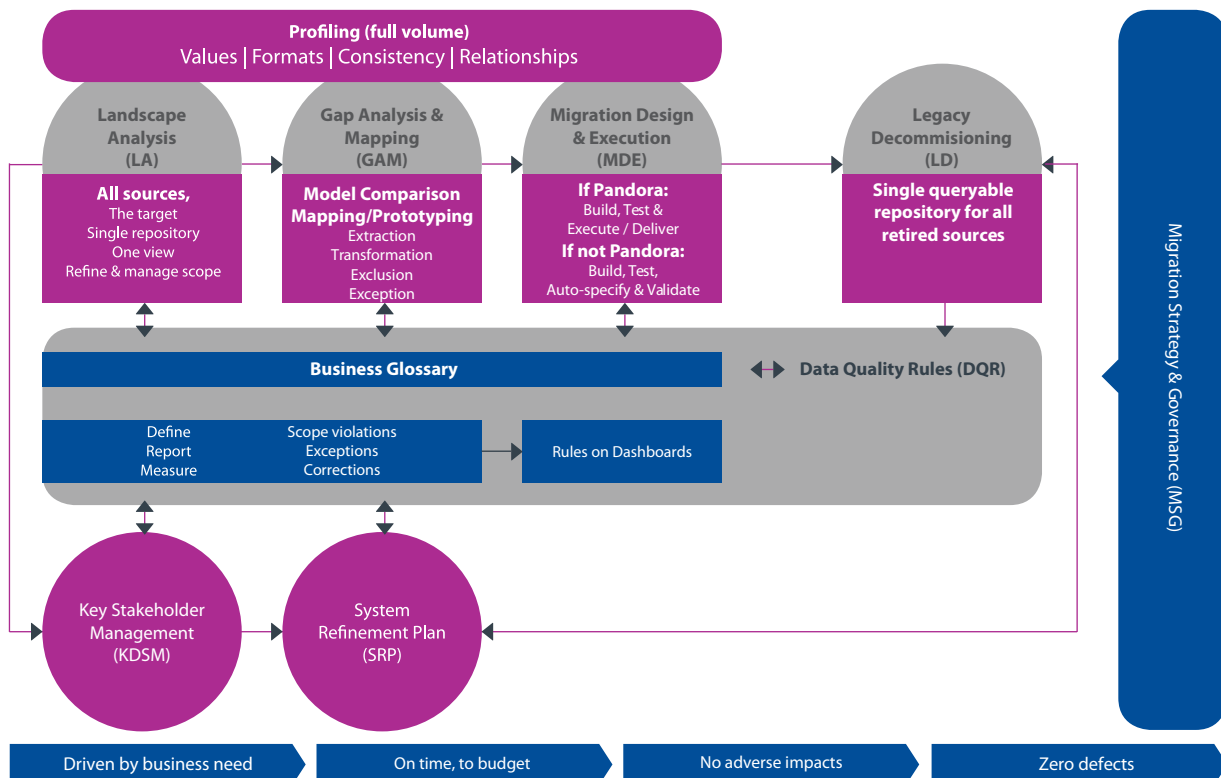 Profiling (full volume)
Values | Formats | Consistency | Relationships
Landscape
Analysis
(LA)
All sources,
The target
Single repository
One view
Refine & manage scope
Gap Analysis &
Mapping
(GAM)
Model Comparison
Mapping/Prototyping
Extraction
Transformation
Exclusion
Exception
Migration Design
& Execution
(MDE)
If Pandora:
Build, Test &
Execute / Deliver
If not Pandora:
Build, Test,
Auto-specify & Validate
Legacy
Decommisioning
(LD)
Single queryable
repository for all
retired sources
Business Glossary
Data Quality Rules (DQR)
Define
Report
Measure
Scope violations
Exceptions
Corrections
Rules on Dashboards
Key Stakeholder
Management
(KDSM)
System
Refinement Plan
(SRP)
Migration Strategy & Governance (MSG)
Driven by business need
On time, to budget
No adverse impacts
Zero defects